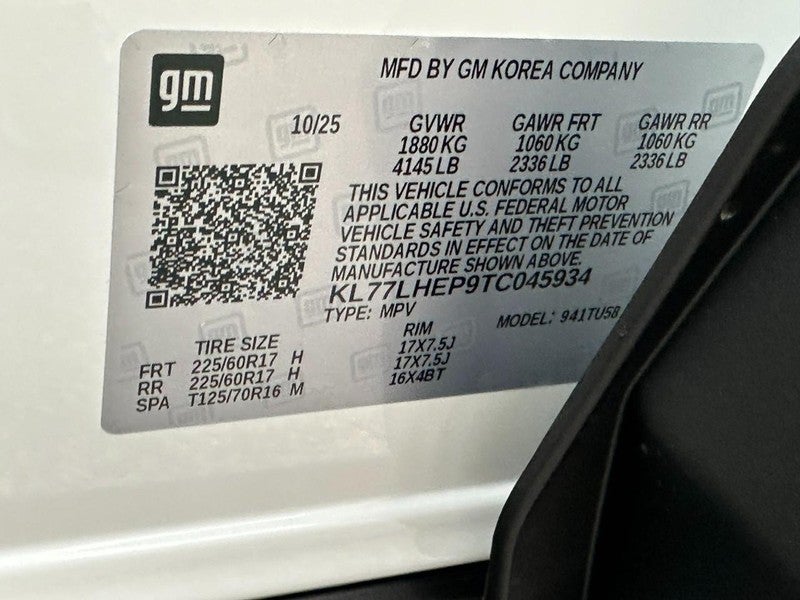 gm
MFD BY GM KOREA COMPANY
10/25 GVWR GAWR FRT GAWR RR
1880 KG 1060 KG 1060 KG
4145 LB 2336 LB 2336 LB
THIS VEHICLE CONFORMS TO ALL
APPLICABLE U.S. FEDERAL MOTOR
VEHICLE SAFETY AND THEFT PREVENTION
STANDARDS IN EFFECT ON THE DATE OF
MANUFACTURE SHOWN ABOVE.
KL77LHEP9TC045934
TYPE: MPV MODEL: 941TU58
TIRE SIZE RIM
FRT 225/60R17 H 17X7.5J
RR 225/60R17 H 17X7.5J
SPA T125/70R16 M 16X4BT